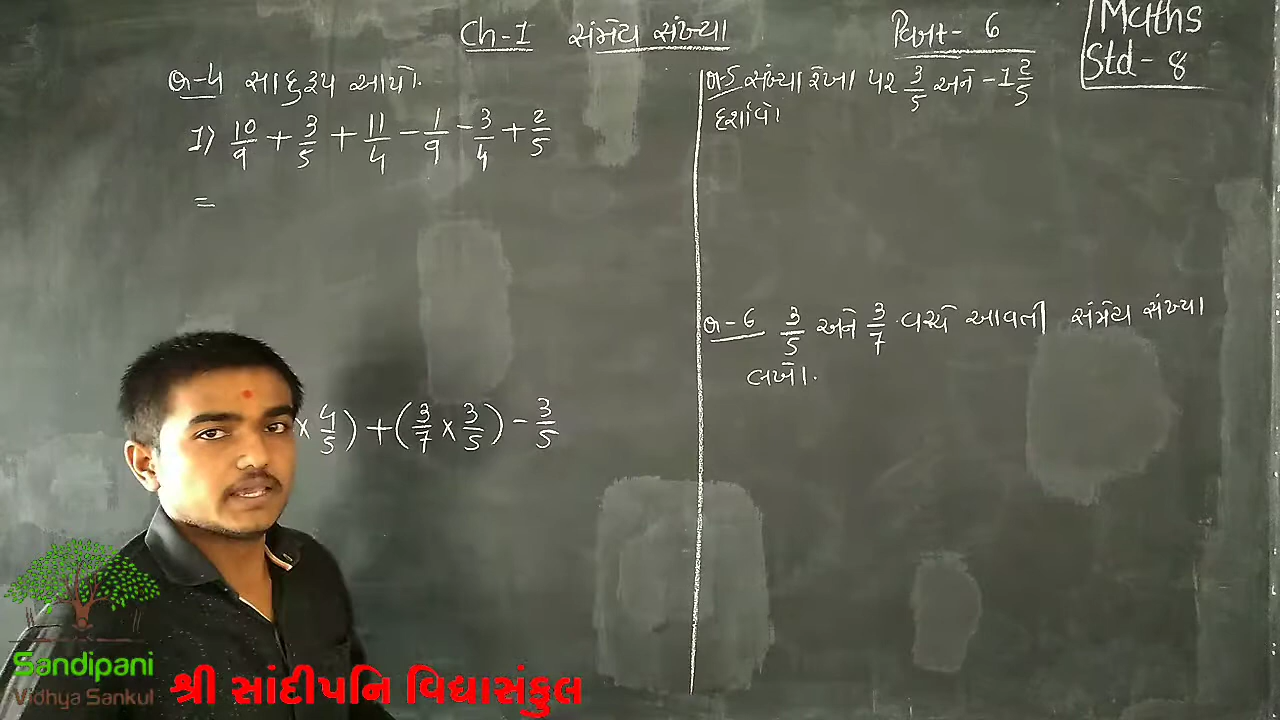 Ch-1 સંમેય સંખ્યા
વિભાગ- 6
Maths
Std - 8
પ્ર-4 સાદુરૂપ આપો.
1) 10/9 + 3/5 + 11/4 - 1/9 - 3/4 + 2/5
=
× 4/5) + (3/7 × 3/5) - 3/5
પ્ર-5 સંખ્યા રેખા પર 3/5 અને -1 2/5
દર્શાવો
પ્ર-6 3/5 અને 3/7 વચ્ચે આવતી સંમેય સંખ્યા
લખો.
Sandipani
Vidhya Sankul
શ્રી સાંદીપનિ વિદ્યાસંકુલ